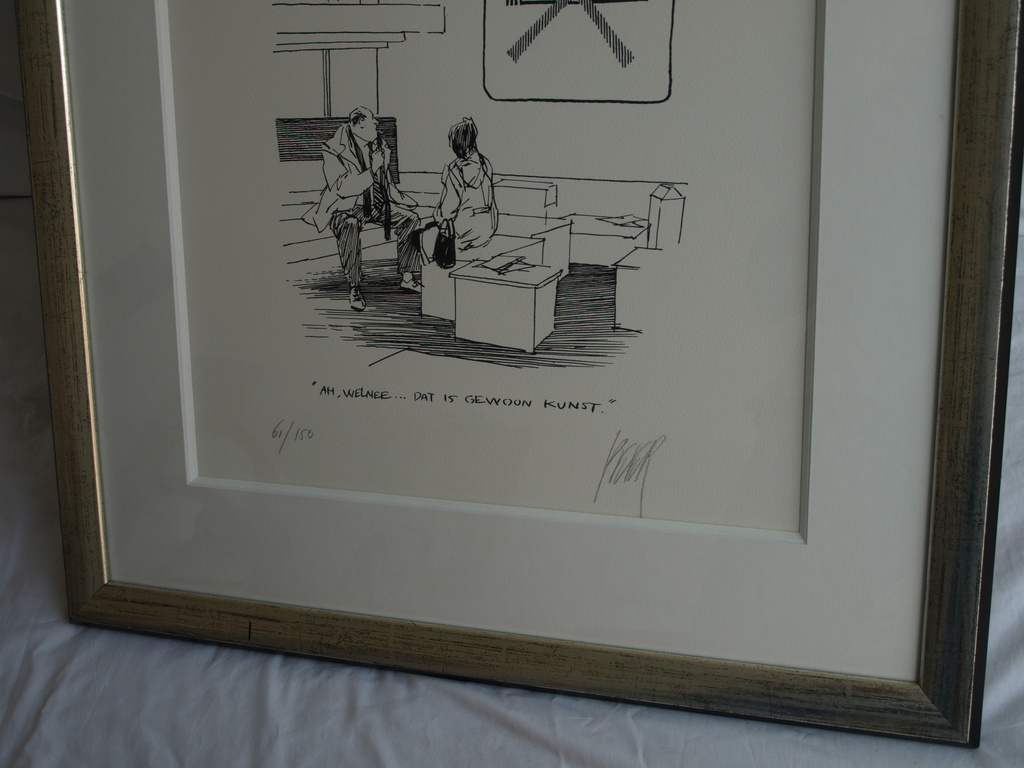 "AH, WELNEE... DAT IS GEWOON KUNST."
61/150